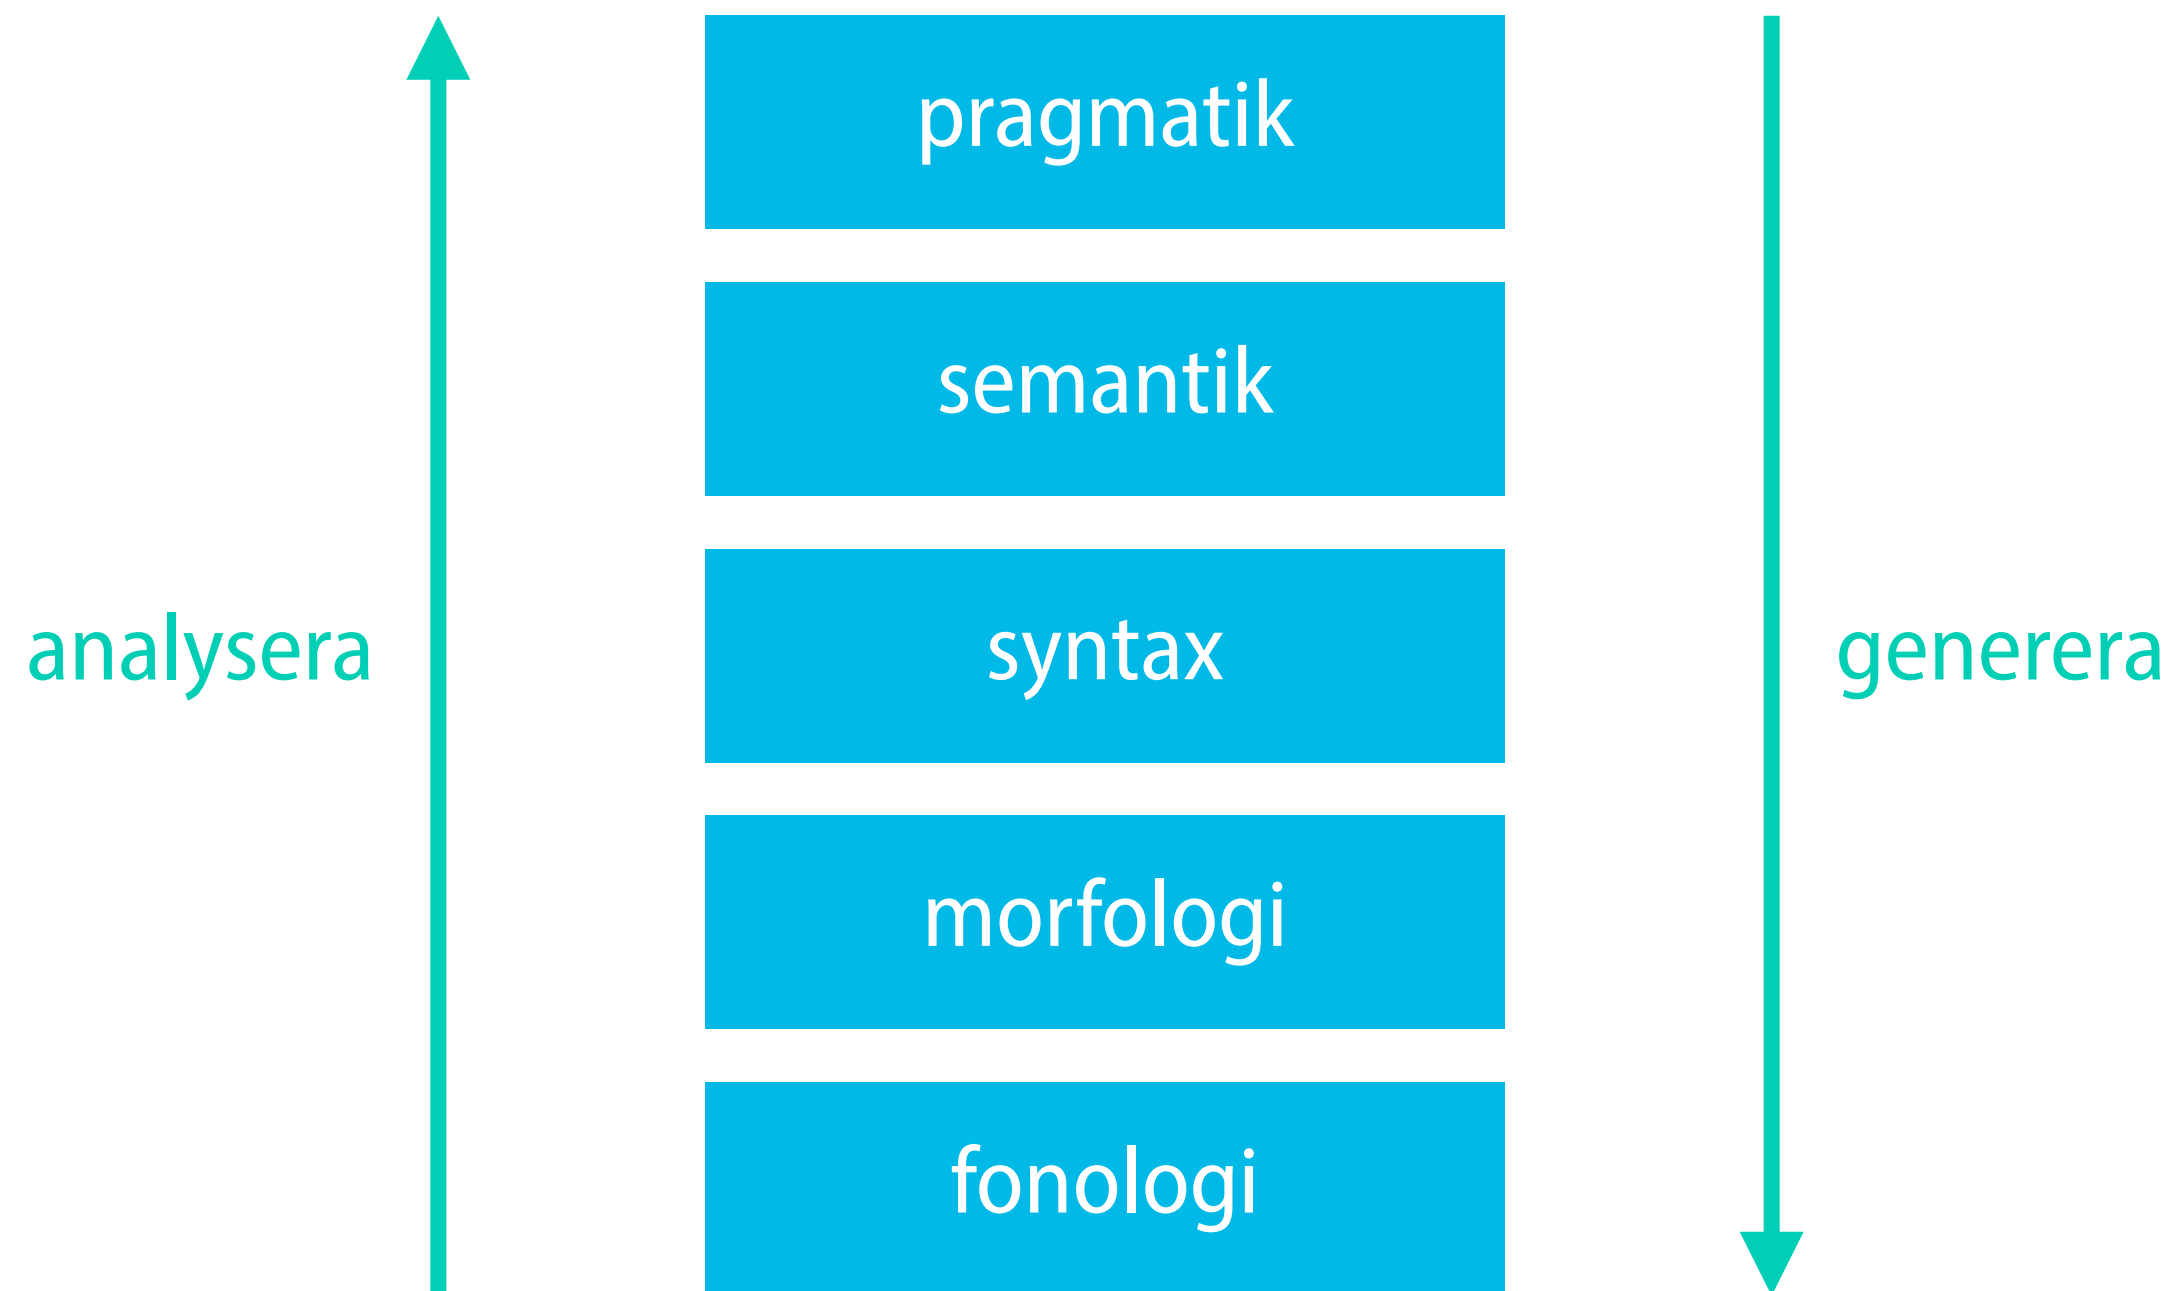 pragmatik
semantik
analysera
syntax
generera
morfologi
fonologi